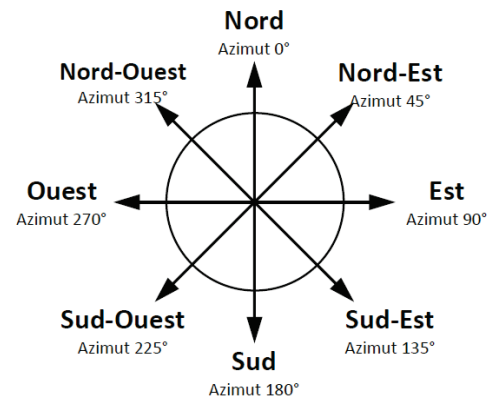 Nord
Azimut 0°
Nord-Ouest
Azimut 315°
Nord-Est
Azimut 45°
Ouest
Azimut 270°
Est
Azimut 90°
Sud-Ouest
Azimut 225°
Sud-Est
Azimut 135°
Sud
Azimut 180°